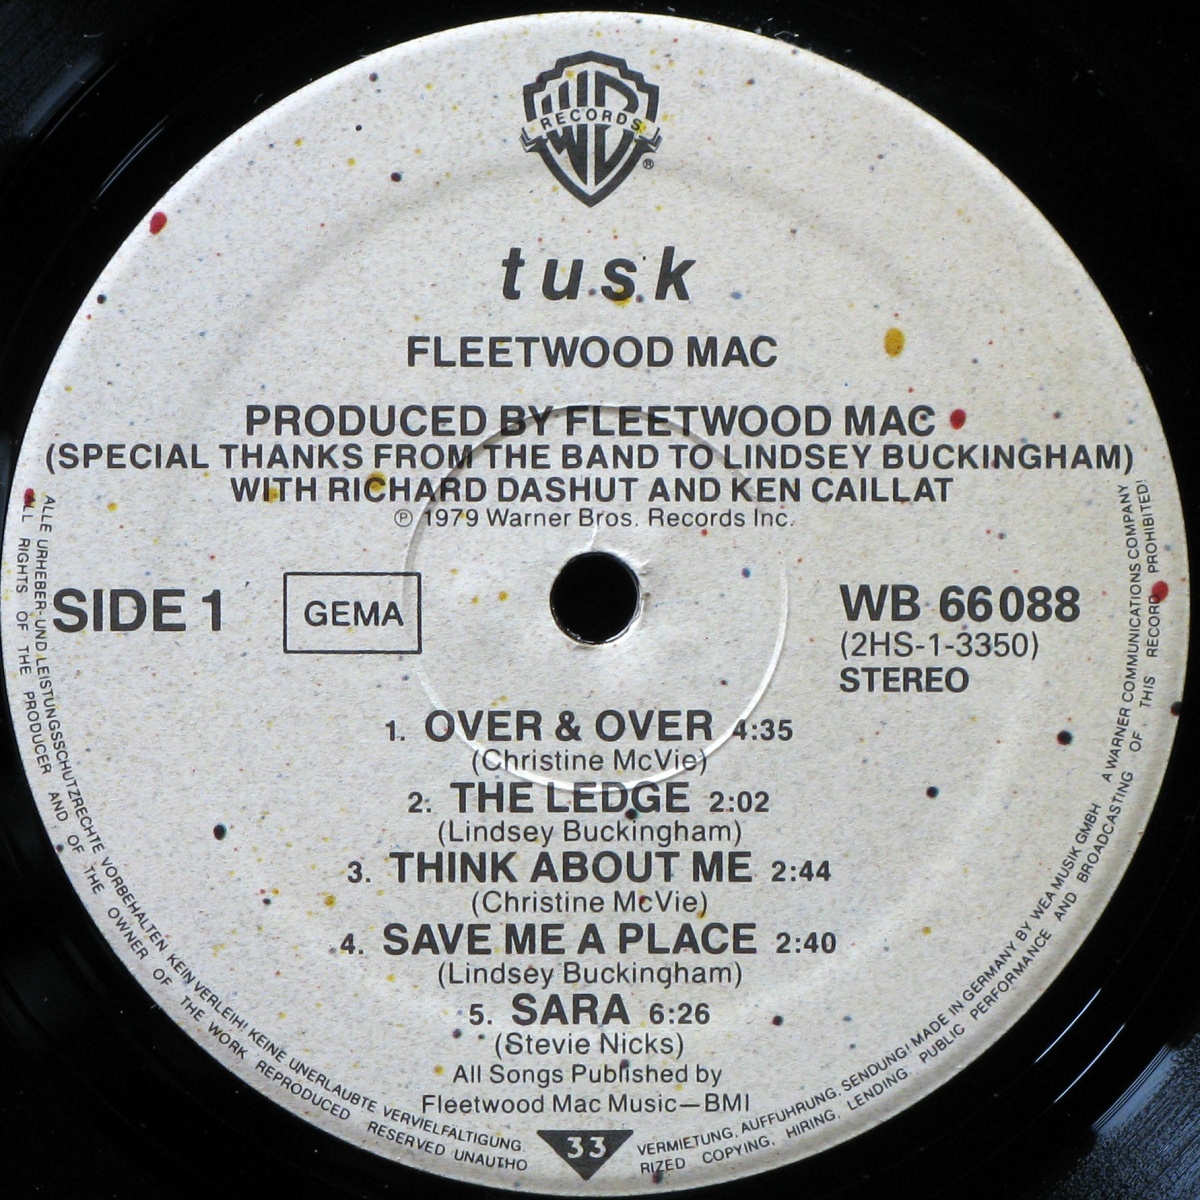 WB
RECORDS
®
tusk
FLEETWOOD MAC
PRODUCED BY FLEETWOOD MAC
(SPECIAL THANKS FROM THE BAND TO LINDSEY BUCKINGHAM)
WITH RICHARD DASHUT AND KEN CAILLAT
℗ 1979 Warner Bros. Records Inc.
SIDE 1
GEMA
WB 66088
(2HS-1-3350)
STEREO
1. OVER & OVER 4:35
(Christine McVie)
2. THE LEDGE 2:02
(Lindsey Buckingham)
3. THINK ABOUT ME 2:44
(Christine McVie)
4. SAVE ME A PLACE 2:40
(Lindsey Buckingham)
5. SARA 6:26
(Stevie Nicks)
All Songs Published by
Fleetwood Mac Music—BMI
33
ALLE URHEBER- UND LEISTUNGSSCHUTZRECHTE VORBEHALTEN KEIN VERLEIH! KEINE UNERLAUBTE VERVIELFÄLTIGUNG. VERMIETUNG, AUFFÜHRUNG, SENDUNG! MADE IN GERMANY BY WEA MUSIK GMBH A WARNER COMMUNICATIONS COMPANY
ALL RIGHTS OF THE PRODUCER AND OF THE OWNER OF THE WORK REPRODUCED RESERVED UNAUTHORIZED COPYING, HIRING, LENDING, PUBLIC PERFORMANCE AND BROADCASTING OF THIS RECORD PROHIBITED!